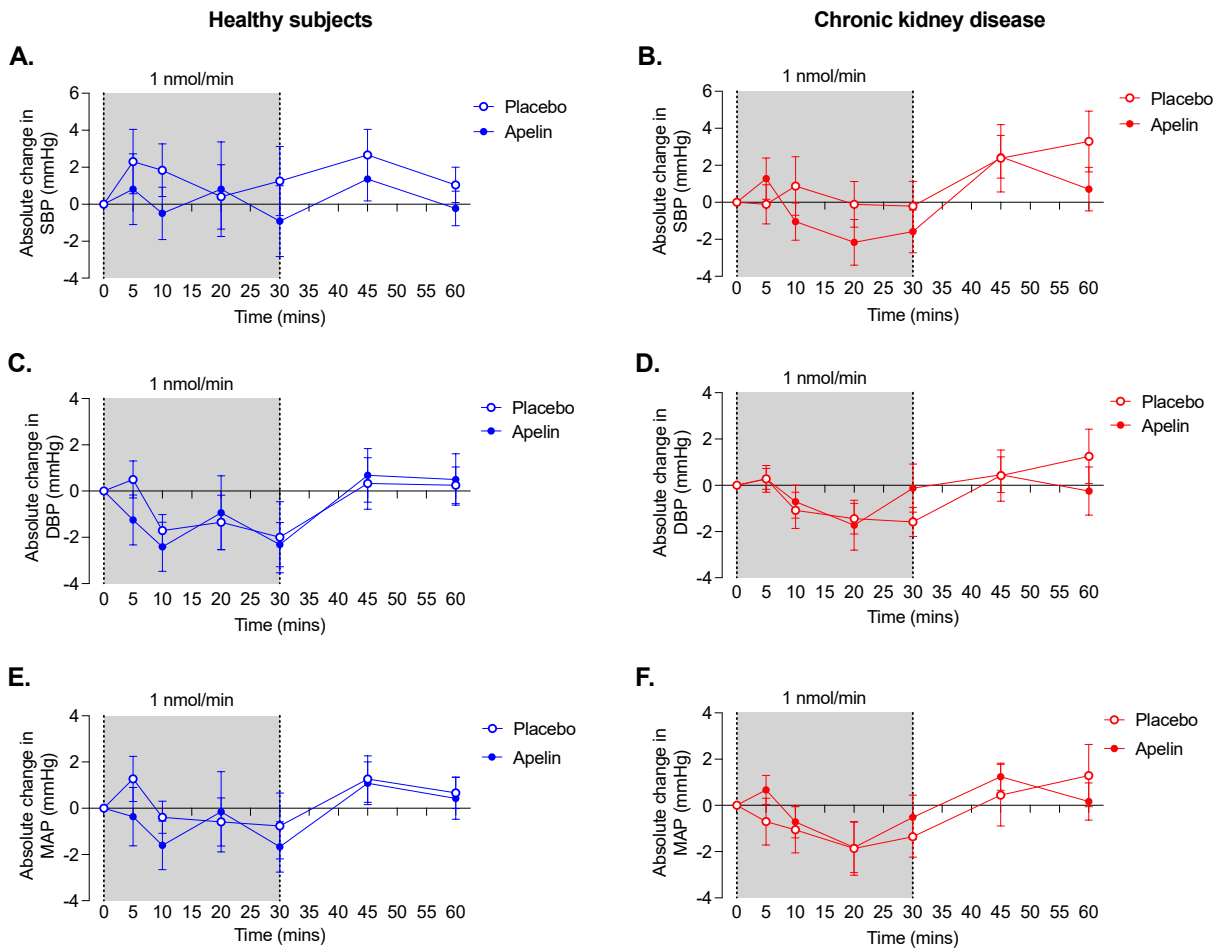 Healthy subjects
Chronic kidney disease
A.
1 nmol/min
Absolute change in
SBP (mmHg)
6
4
2
0
-2
-4
0 5 10 15 20 25 30 35 40 45 50 55 60
Time (mins)
Placebo
Apelin
B.
1 nmol/min
Absolute change in
SBP (mmHg)
6
4
2
0
-2
-4
0 5 10 15 20 25 30 35 40 45 50 55 60
Time (mins)
Placebo
Apelin
C.
1 nmol/min
Absolute change in
DBP (mmHg)
4
2
0
-2
-4
0 5 10 15 20 25 30 35 40 45 50 55 60
Time (mins)
Placebo
Apelin
D.
1 nmol/min
Absolute change in
DBP (mmHg)
4
2
0
-2
-4
0 5 10 15 20 25 30 35 40 45 50 55 60
Time (mins)
Placebo
Apelin
E.
1 nmol/min
Absolute change in
MAP (mmHg)
4
2
0
-2
-4
0 5 10 15 20 25 30 35 40 45 50 55 60
Time (mins)
Placebo
Apelin
F.
1 nmol/min
Absolute change in
MAP (mmHg)
4
2
0
-2
-4
0 5 10 15 20 25 30 35 40 45 50 55 60
Time (mins)
Placebo
Apelin